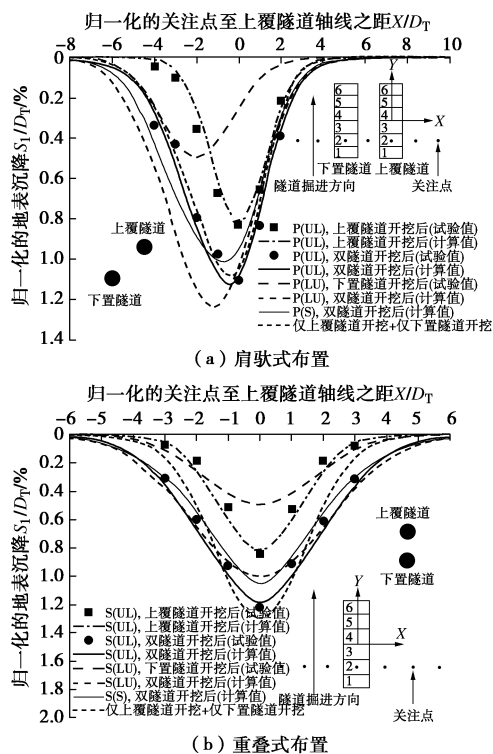 归一化的关注点至上覆隧道轴线之距X/D_T
−8 −6 −4 −2 0 2 4 6 8 10
0
0.2
0.4
0.6
0.8
1.0
1.2
1.4
归一化的地表沉降S_1/D_T/%
Y
6 6
5 5
4 4
3 3
2 2
1 1
X
下置隧道 上覆隧道
隧道掘进方向
关注点
上覆隧道
下置隧道
P(UL), 上覆隧道开挖后(试验值)
P(UL), 上覆隧道开挖后(计算值)
P(UL), 双隧道开挖后(试验值)
P(UL), 双隧道开挖后(计算值)
P(LU), 下置隧道开挖后(试验值)
P(LU), 双隧道开挖后(计算值)
P(S), 双隧道开挖后(计算值)
仅上覆隧道开挖+仅下置隧道开挖
(a) 肩驮式布置
归一化的关注点至上覆隧道轴线之距X/D_T
−6 −5 −4 −3 −2 −1 0 1 2 3 4 5 6
0
0.2
0.4
0.6
0.8
1.0
1.2
1.4
1.6
1.8
2.0
归一化的地表沉降S_1/D_T/%
上覆隧道
下置隧道
Y
6
5
4
3
2
1
X
隧道掘进方向
关注点
S(UL), 上覆隧道开挖后(试验值)
S(UL), 上覆隧道开挖后(计算值)
S(UL), 双隧道开挖后(试验值)
S(UL), 双隧道开挖后(计算值)
S(LU), 下置隧道开挖后(试验值)
S(LU), 双隧道开挖后(计算值)
S(S), 双隧道开挖后(计算值)
仅上覆隧道开挖+仅下置隧道开挖
(b) 重叠式布置